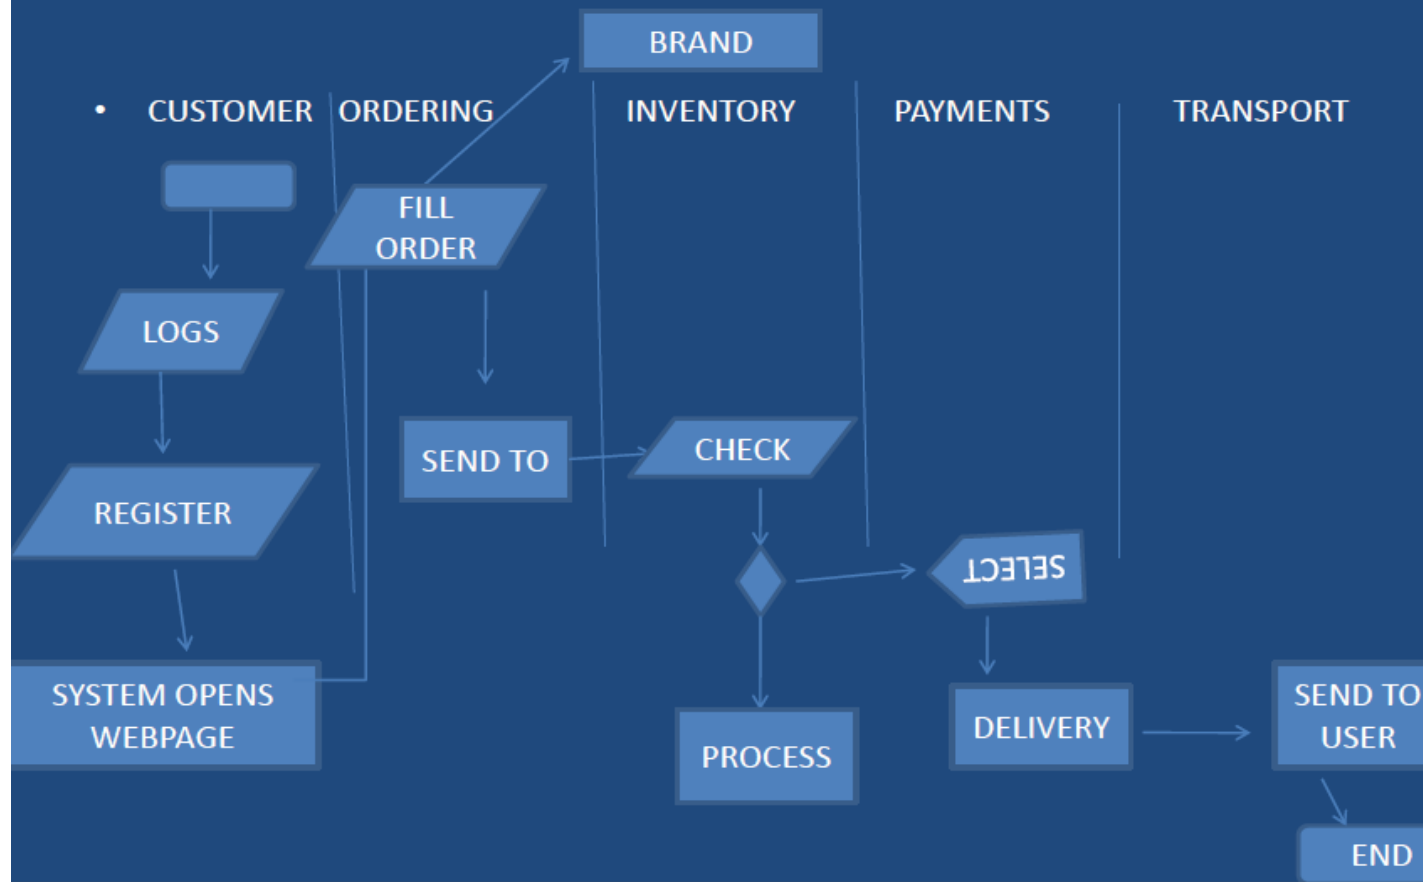 BRAND
• CUSTOMER ORDERING INVENTORY PAYMENTS TRANSPORT
FILL
ORDER
LOGS
SEND TO
CHECK
REGISTER
SELECT
SYSTEM OPENS
WEBPAGE
PROCESS
DELIVERY
SEND TO
USER
END